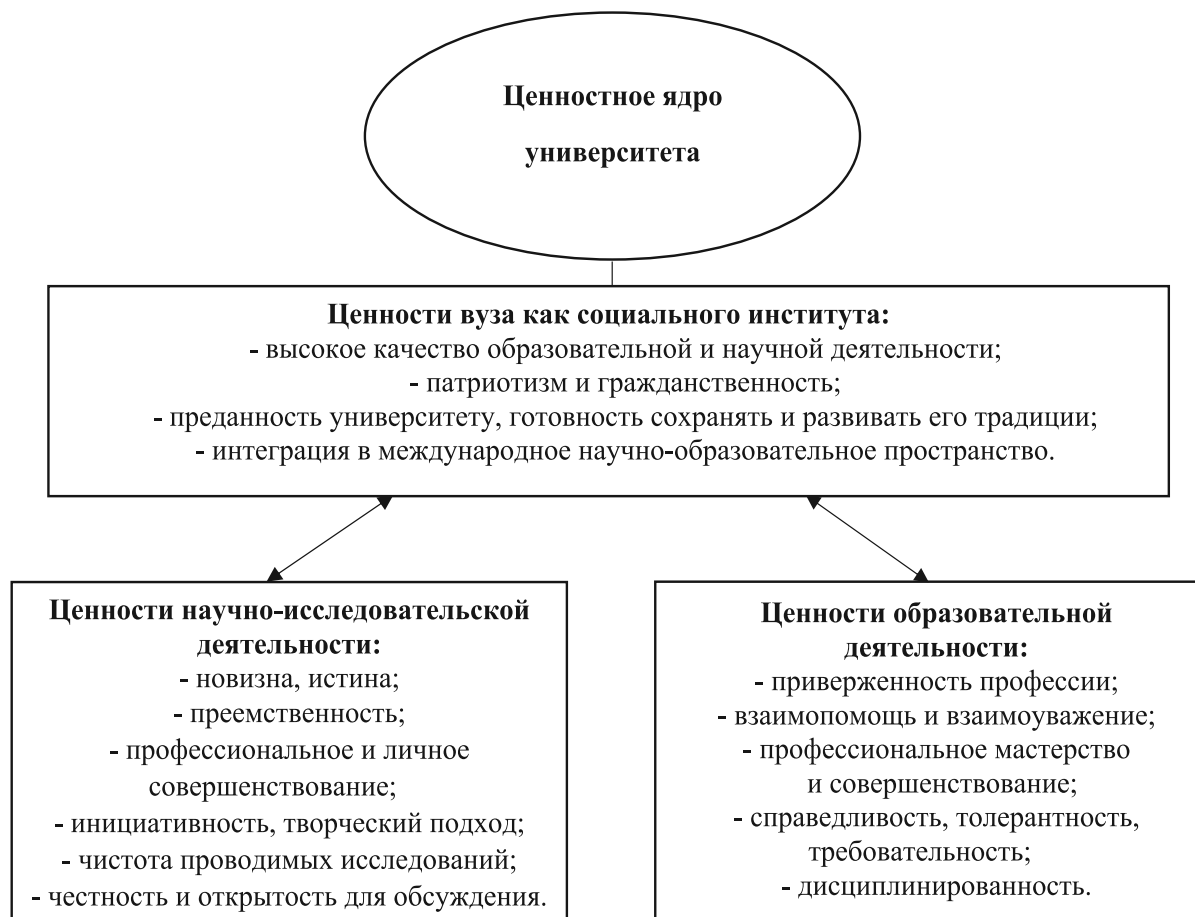 Ценностное ядро
университета
Ценности вуза как социального института:
- высокое качество образовательной и научной деятельности;
- патриотизм и гражданственность;
- преданность университету, готовность сохранять и развивать его традиции;
- интеграция в международное научно-образовательное пространство.
Ценности научно-исследовательской
деятельности:
- новизна, истина;
- преемственность;
- профессиональное и личное
совершенствование;
- инициативность, творческий подход;
- чистота проводимых исследований;
- честность и открытость для обсуждения.
Ценности образовательной
деятельности:
- приверженность профессии;
- взаимопомощь и взаимоуважение;
- профессиональное мастерство
и совершенствование;
- справедливость, толерантность,
требовательность;
- дисциплинированность.